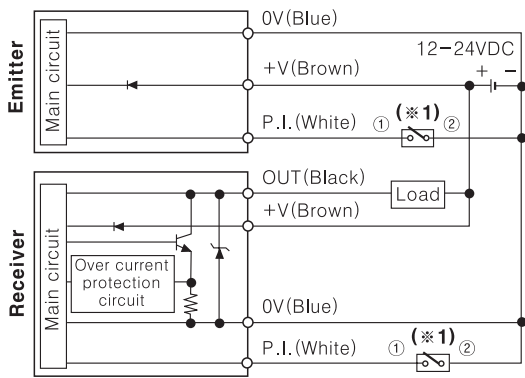 Emitter
Main circuit
0V(Blue)
12-24VDC
+V(Brown)
+ −
P.I.(White) ① (※1) ②
Receiver
Main circuit
OUT(Black)
Load
+V(Brown)
Over current
protection
circuit
0V(Blue)
P.I.(White) ① (※1) ②